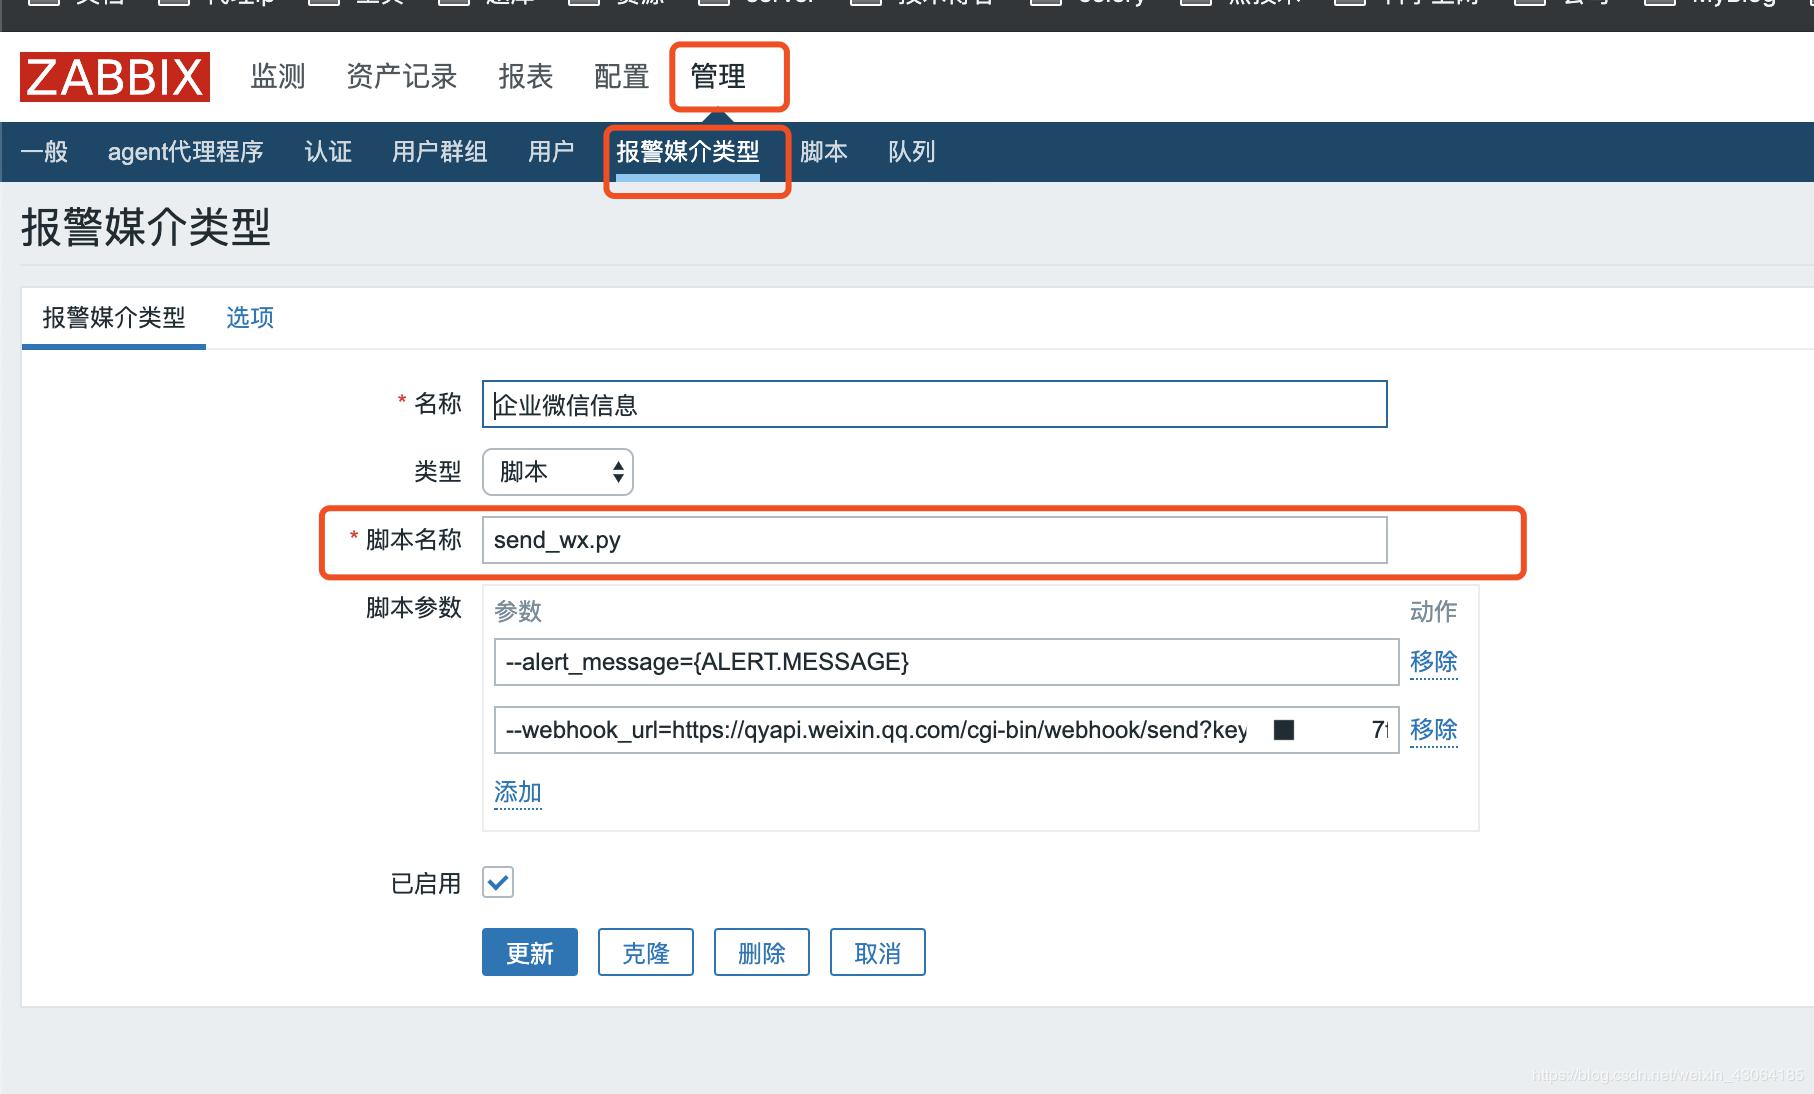 server
celery
MyBlog
ZABBIX 监测 资产记录 报表 配置 管理
一般 agent代理程序 认证 用户群组 用户 报警媒介类型 脚本 队列
报警媒介类型
报警媒介类型 选项
* 名称 企业微信信息
类型 脚本
* 脚本名称 send_wx.py
脚本参数 参数 动作
--alert_message={ALERT.MESSAGE} 移除
--webhook_url=https://qyapi.weixin.qq.com/cgi-bin/webhook/send?key 移除
添加
已启用
更新 克隆 删除 取消
https://blog.csdn.net/weixin_43064185